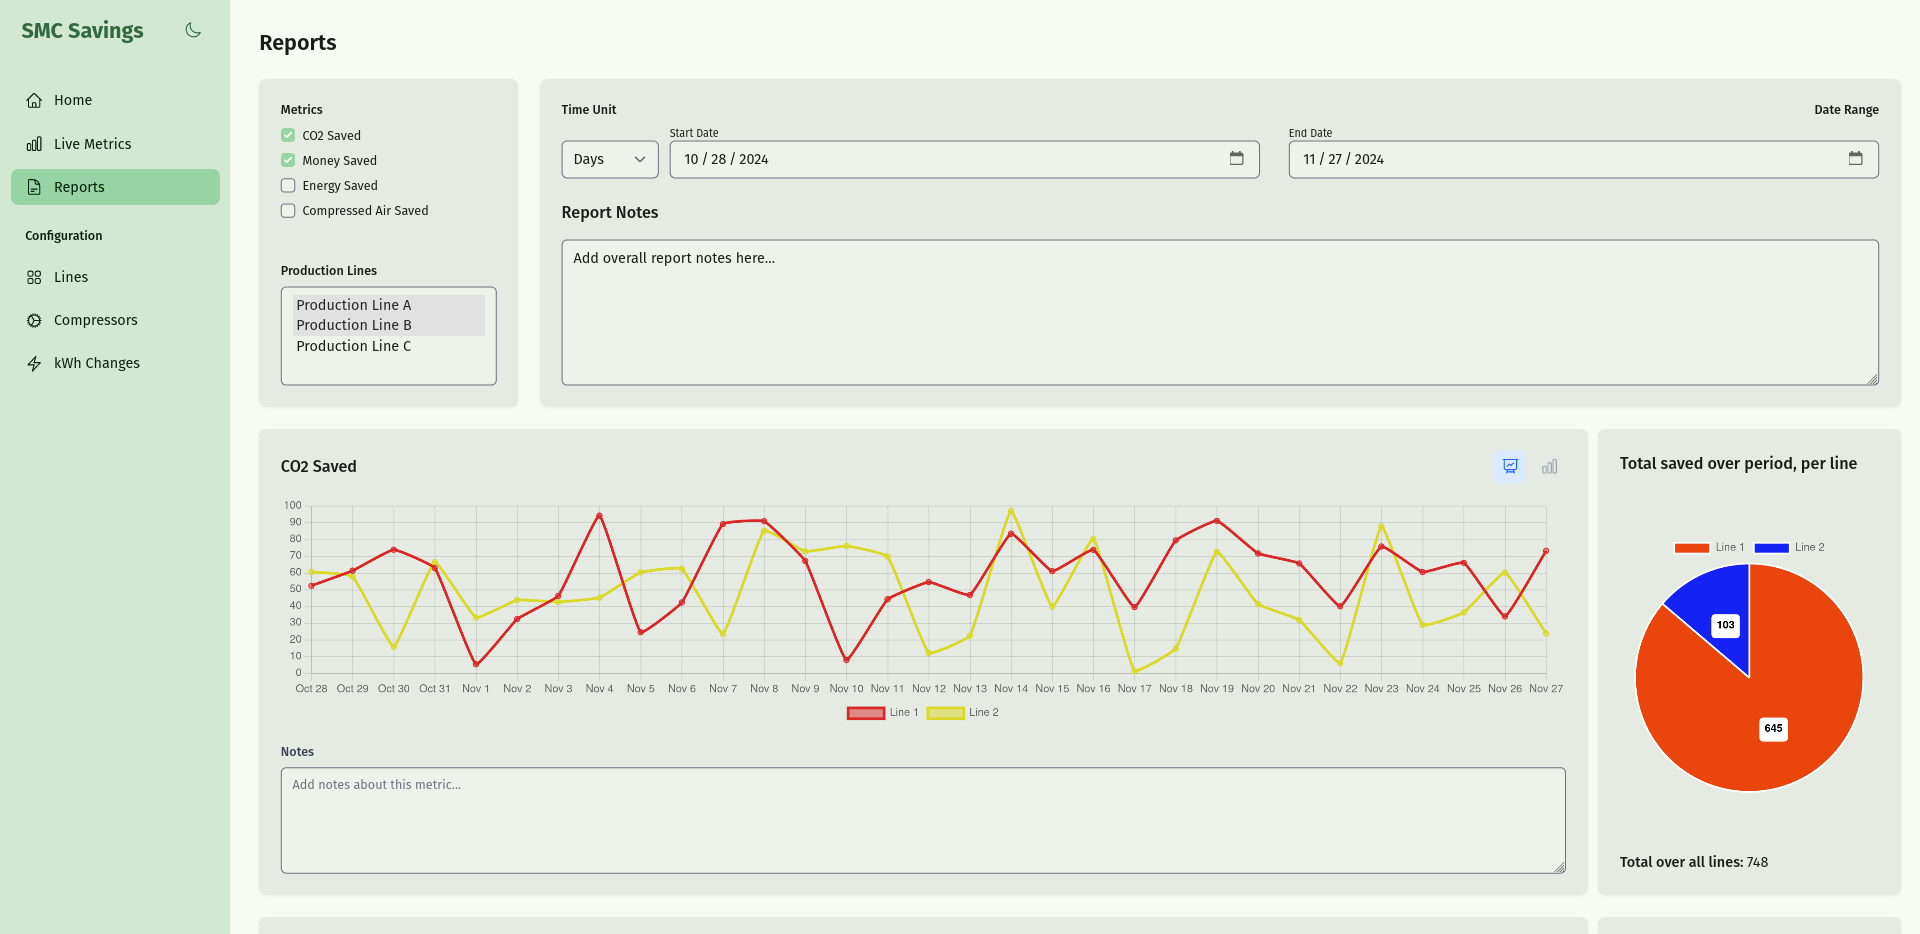 SMC Savings
Home
Live Metrics
Reports
Configuration
Lines
Compressors
kWh Changes
Reports
Metrics
CO2 Saved
Money Saved
Energy Saved
Compressed Air Saved
Production Lines
Production Line A
Production Line B
Production Line C
Time Unit
Date Range
Days
Start Date
10 / 28 / 2024
End Date
11 / 27 / 2024
Report Notes
Add overall report notes here...
CO2 Saved
100
90
80
70
60
50
40
30
20
10
0
Oct 28 Oct 29 Oct 30 Oct 31 Nov 1 Nov 2 Nov 3 Nov 4 Nov 5 Nov 6 Nov 7 Nov 8 Nov 9 Nov 10 Nov 11 Nov 12 Nov 13 Nov 14 Nov 15 Nov 16 Nov 17 Nov 18 Nov 19 Nov 20 Nov 21 Nov 22 Nov 23 Nov 24 Nov 25 Nov 26 Nov 27
Line 1 Line 2
Notes
Add notes about this metric...
Total saved over period, per line
Line 1 Line 2
103
645
Total over all lines: 748